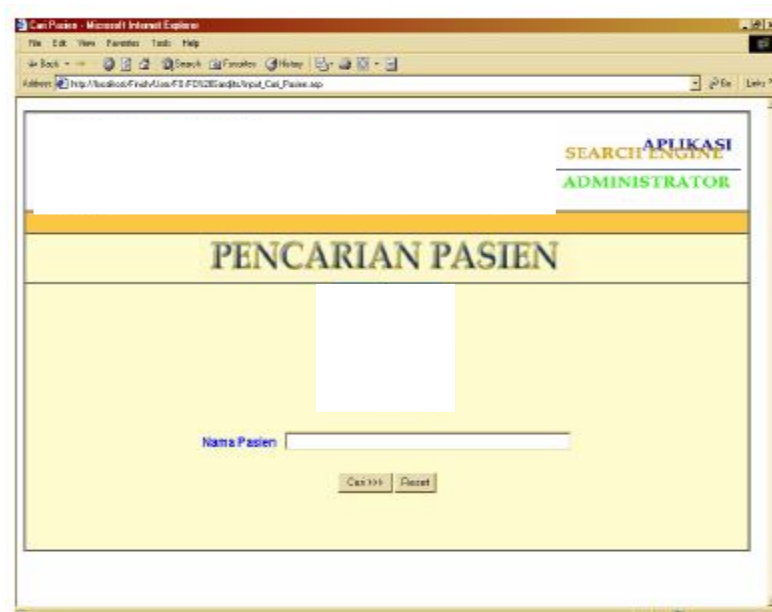 Cari Pasien - Microsoft Internet Explorer
File Edit View Favorites Tools Help
Back Search Favorites History
Address Go Links
APLIKASI
SEARCH ENGINE
ADMINISTRATOR
PENCARIAN PASIEN
Nama Pasien
Cari >>> Reset